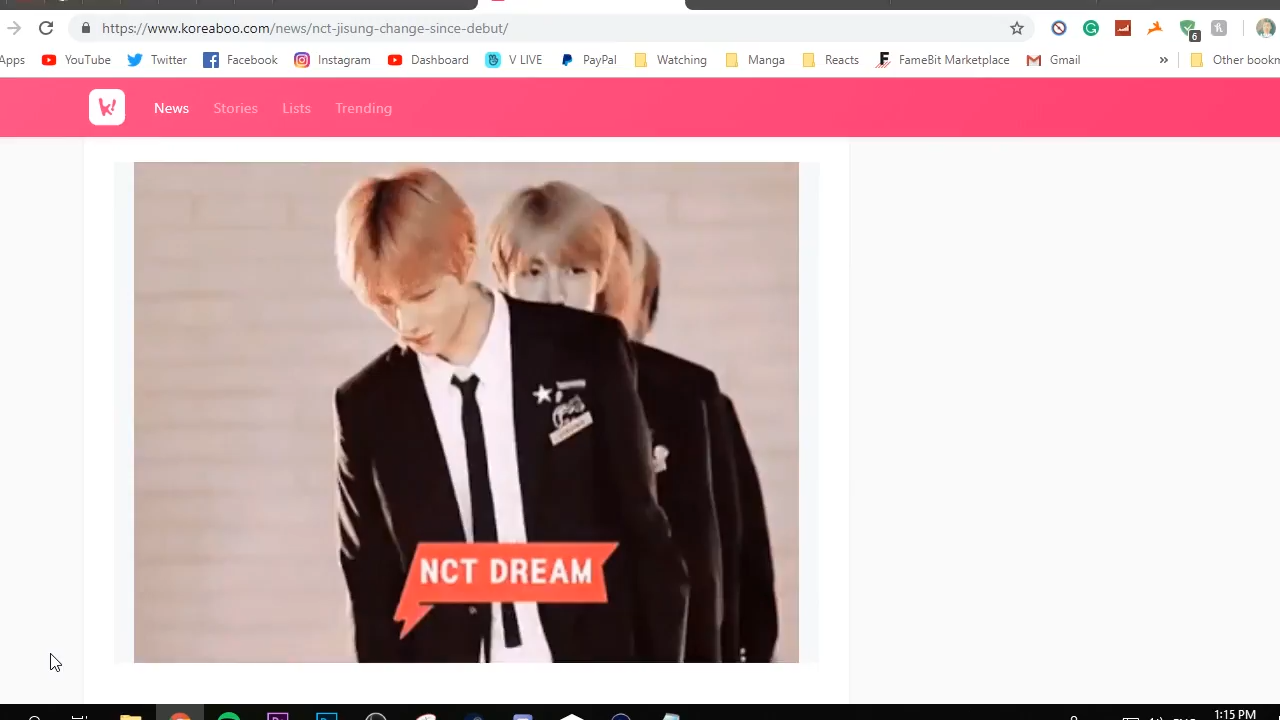 https://www.koreaboo.com/news/nct-jisung-change-since-debut/
6
Apps YouTube Twitter Facebook Instagram Dashboard V LIVE PayPal Watching Manga Reacts FameBit Marketplace Gmail » Other bookm
k! News Stories Lists Trending
NCT DREAM
1:15 PM